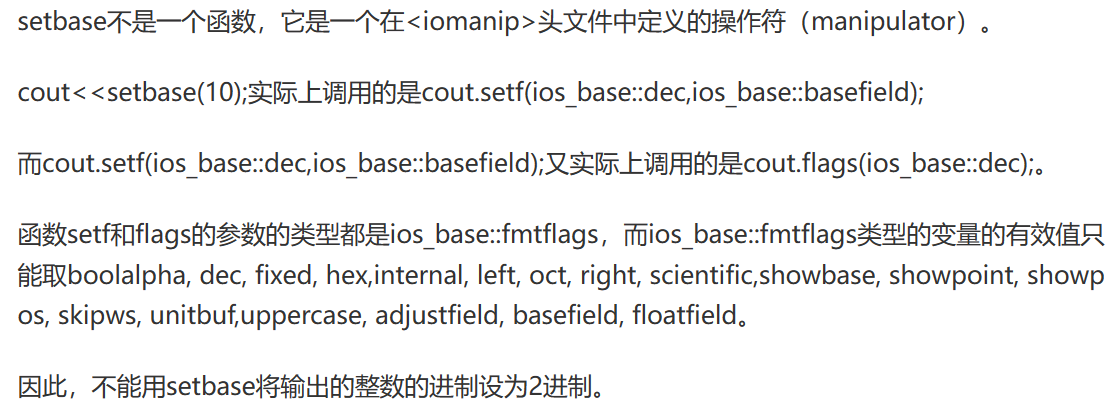 setbase不是一个函数，它是一个在<iomanip>头文件中定义的操作符（manipulator）。
cout<<setbase(10);实际上调用的是cout.setf(ios_base::dec,ios_base::basefield);
而cout.setf(ios_base::dec,ios_base::basefield);又实际上调用的是cout.flags(ios_base::dec);。
函数setf和flags的参数的类型都是ios_base::fmtflags，而ios_base::fmtflags类型的变量的有效值只
能取boolalpha, dec, fixed, hex,internal, left, oct, right, scientific,showbase, showpoint, showp
os, skipws, unitbuf,uppercase, adjustfield, basefield, floatfield。
因此，不能用setbase将输出的整数的进制设为2进制。